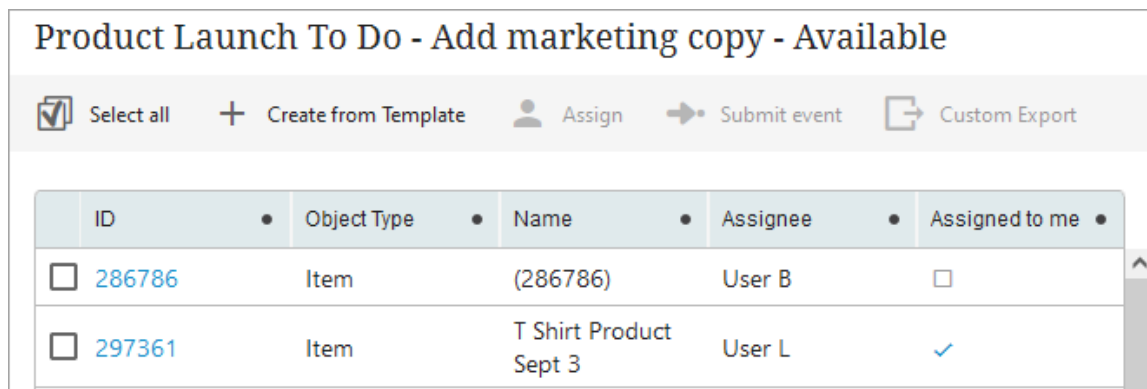 Product Launch To Do - Add marketing copy - Available
Select all Create from Template Assign Submit event Custom Export
ID Object Type Name Assignee Assigned to me
286786 Item (286786) User B
297361 Item T Shirt Product Sept 3 User L